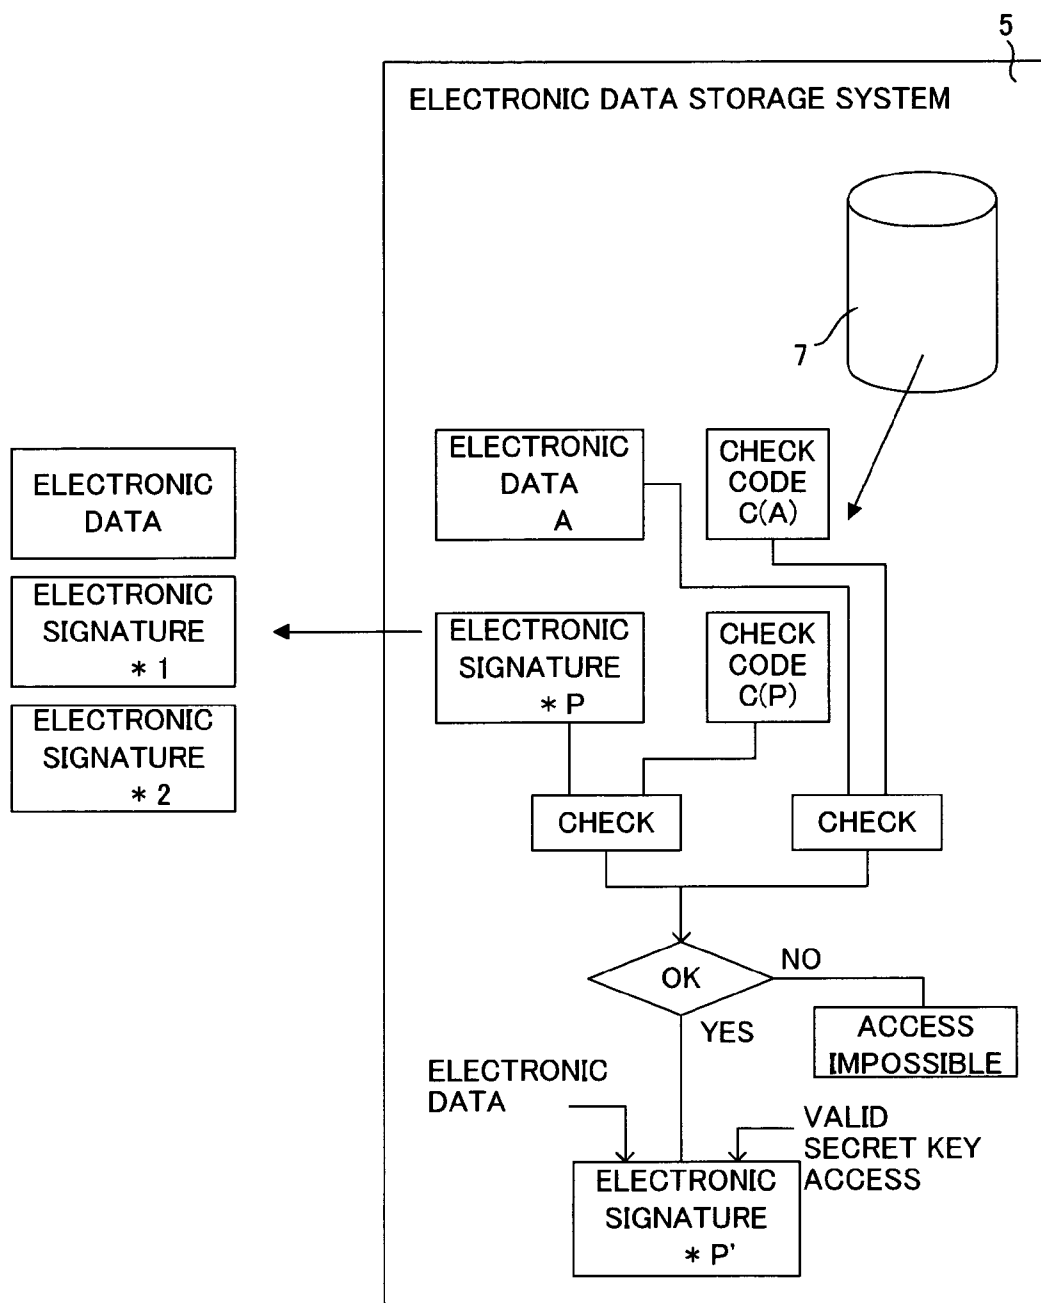 5
ELECTRONIC DATA STORAGE SYSTEM
7
ELECTRONIC
DATA
A
CHECK
CODE
C(A)
ELECTRONIC
DATA
ELECTRONIC
SIGNATURE
* 1
ELECTRONIC
SIGNATURE
* 2
ELECTRONIC
SIGNATURE
* P
CHECK
CODE
C(P)
CHECK
CHECK
OK
NO
YES
ACCESS
IMPOSSIBLE
ELECTRONIC
DATA
VALID
SECRET KEY
ACCESS
ELECTRONIC
SIGNATURE
* P'